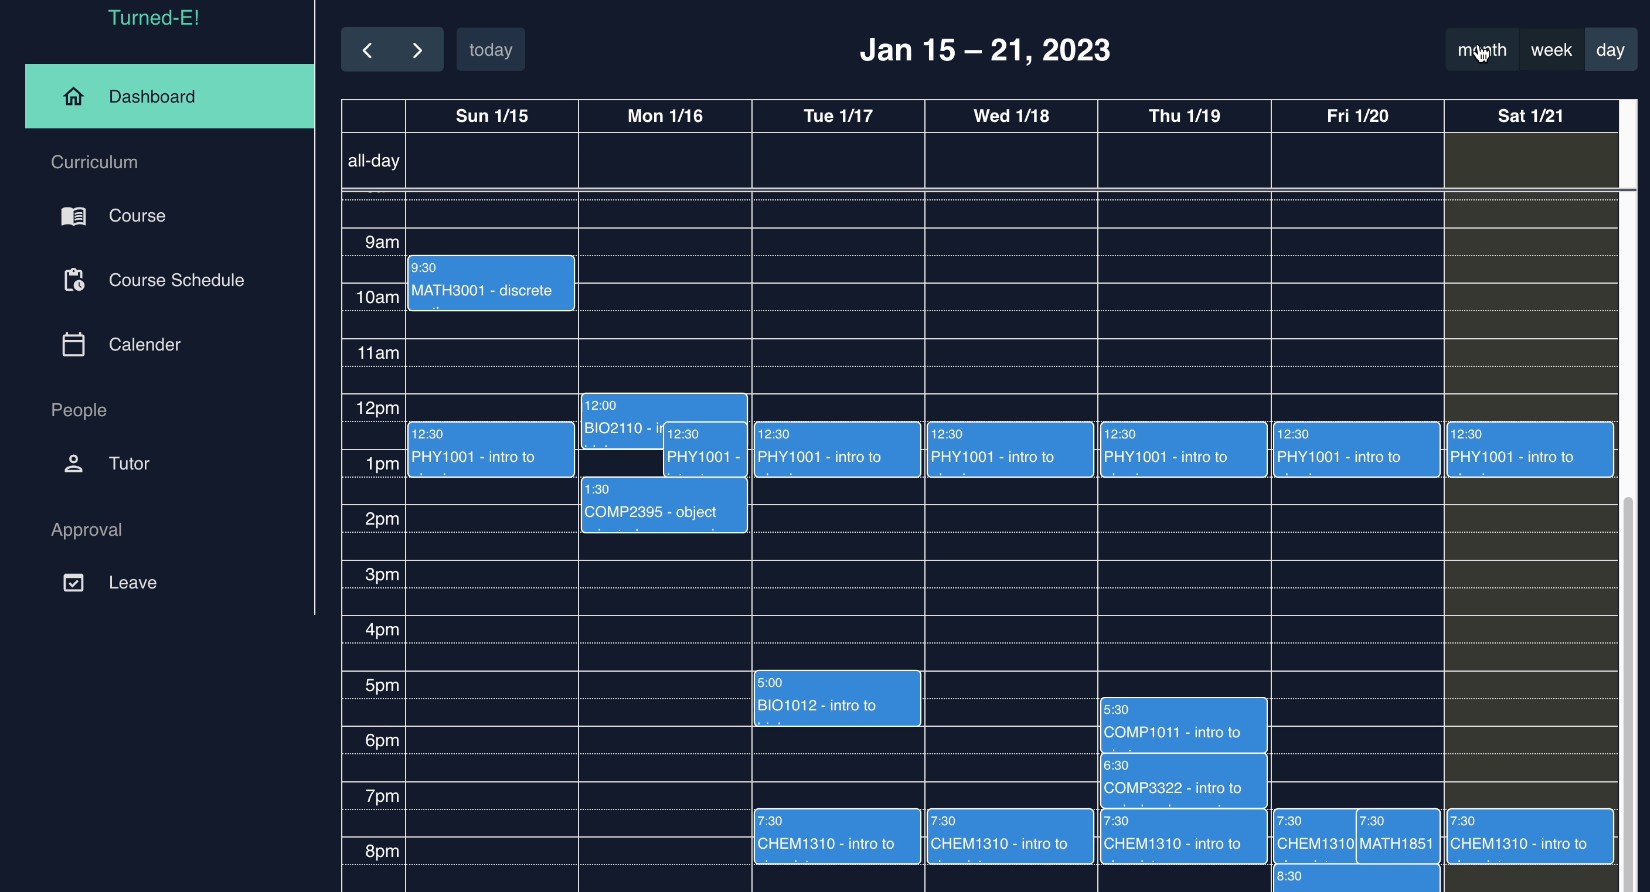 Turned-E!
Dashboard
Curriculum
Course
Course Schedule
Calender
People
Tutor
Approval
Leave
today
Jan 15 – 21, 2023
month week day
Sun 1/15 Mon 1/16 Tue 1/17 Wed 1/18 Thu 1/19 Fri 1/20 Sat 1/21
all-day
9am
9:30
MATH3001 - discrete
10am
11am
12pm
12:00
BIO2110 -
12:30 12:30 12:30 12:30 12:30 12:30 12:30
PHY1001 - intro to PHY1001 - PHY1001 - intro to PHY1001 - intro to PHY1001 - intro to PHY1001 - intro to PHY1001 - intro to
1pm
1:30
COMP2395 - object
2pm
3pm
4pm
5pm
5:00
BIO1012 - intro to
5:30
COMP1011 - intro to
6pm
6:30
COMP3322 - intro to
7pm
7:30 7:30 7:30 7:30 7:30 7:30
CHEM1310 - intro to CHEM1310 - intro to CHEM1310 - intro to CHEM1310 MATH1851 CHEM1310 - intro to
8pm
8:30